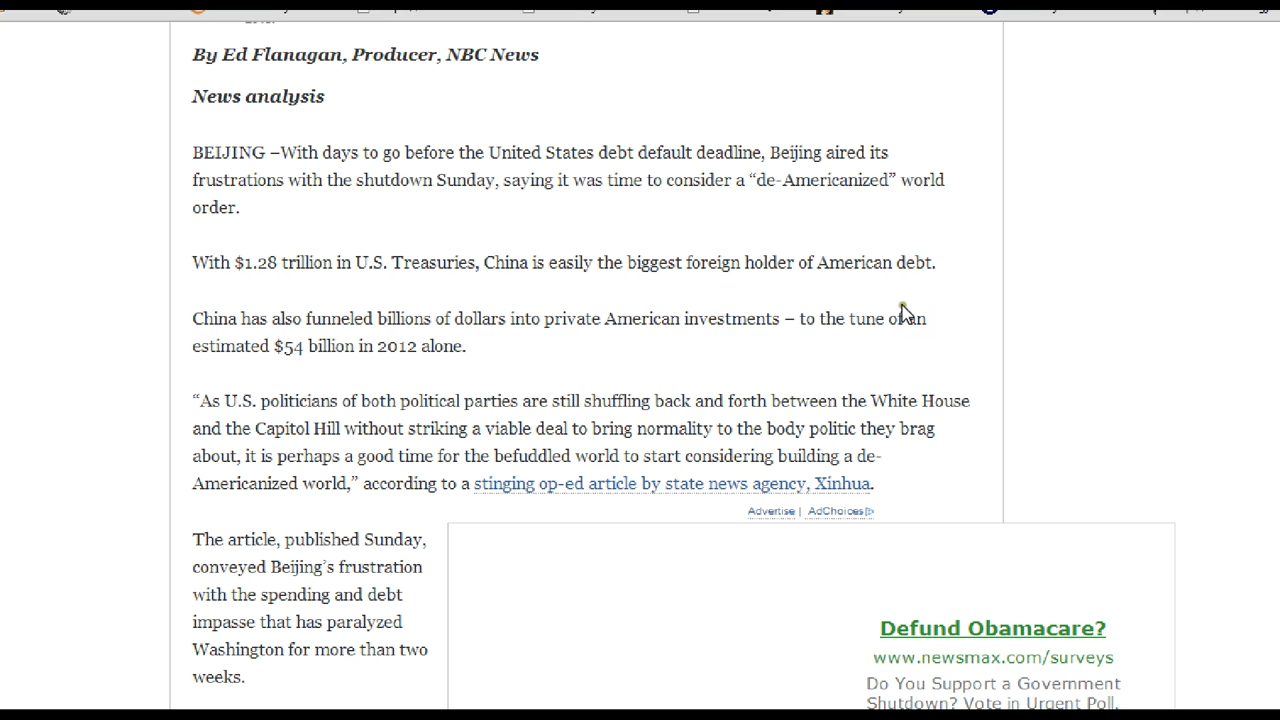 By Ed Flanagan, Producer, NBC News
News analysis
BEIJING –With days to go before the United States debt default deadline, Beijing aired its
frustrations with the shutdown Sunday, saying it was time to consider a “de-Americanized” world
order.
With $1.28 trillion in U.S. Treasuries, China is easily the biggest foreign holder of American debt.
China has also funneled billions of dollars into private American investments – to the tune of an
estimated $54 billion in 2012 alone.
“As U.S. politicians of both political parties are still shuffling back and forth between the White House
and the Capitol Hill without striking a viable deal to bring normality to the body politic they brag
about, it is perhaps a good time for the befuddled world to start considering building a de-
Americanized world,” according to a stinging op-ed article by state news agency, Xinhua.
Advertise | AdChoices
The article, published Sunday,
conveyed Beijing’s frustration
with the spending and debt
impasse that has paralyzed
Washington for more than two
weeks.
Defund Obamacare?
www.newsmax.com/surveys
Do You Support a Government
Shutdown? Vote in Urgent Poll.